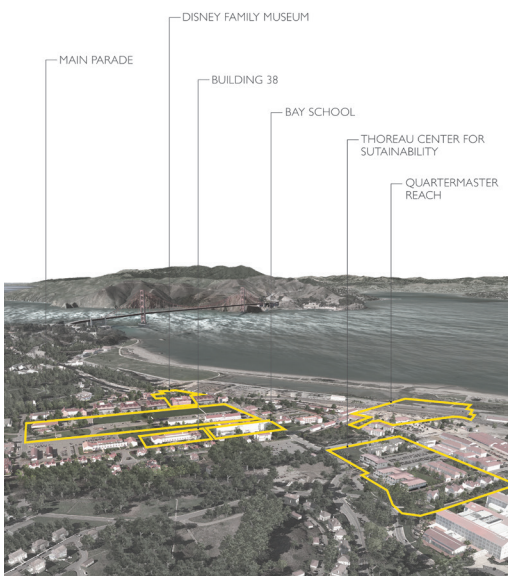 DISNEY FAMILY MUSEUM
MAIN PARADE
BUILDING 38
BAY SCHOOL
THOREAU CENTER FOR
SUTAINABILITY
QUARTERMASTER
REACH